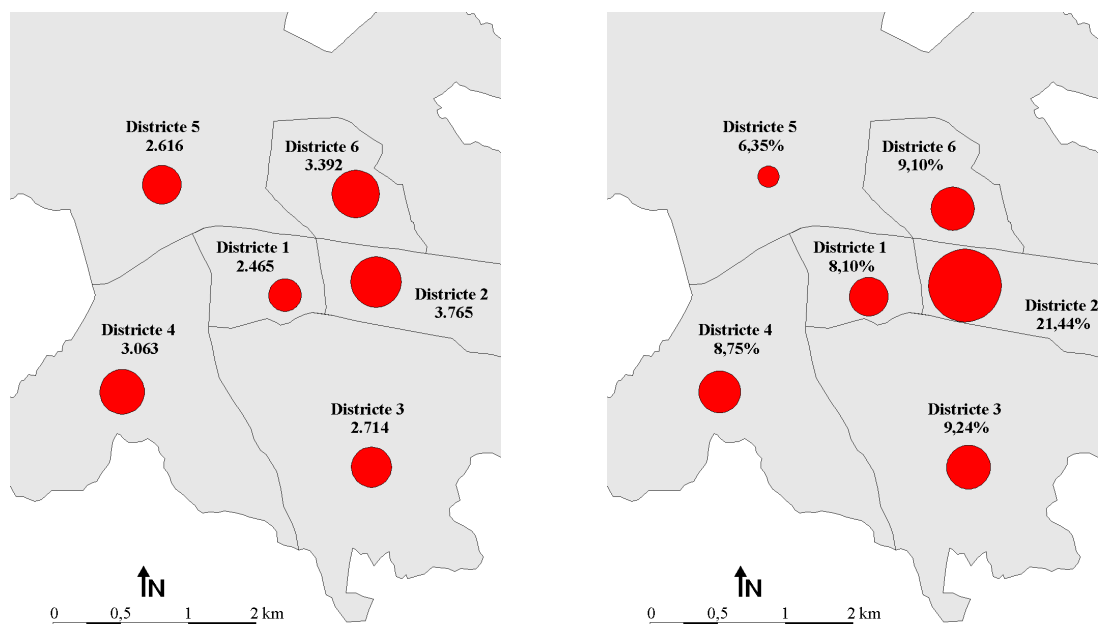 Districte 5
2.616
Districte 6
3.392
Districte 1
2.465
Districte 2
3.765
Districte 4
3.063
Districte 3
2.714
N
0 0,5 1 2 km
Districte 5
6,35%
Districte 6
9,10%
Districte 1
8,10%
Districte 2
21,44%
Districte 4
8,75%
Districte 3
9,24%
N
0 0,5 1 2 km